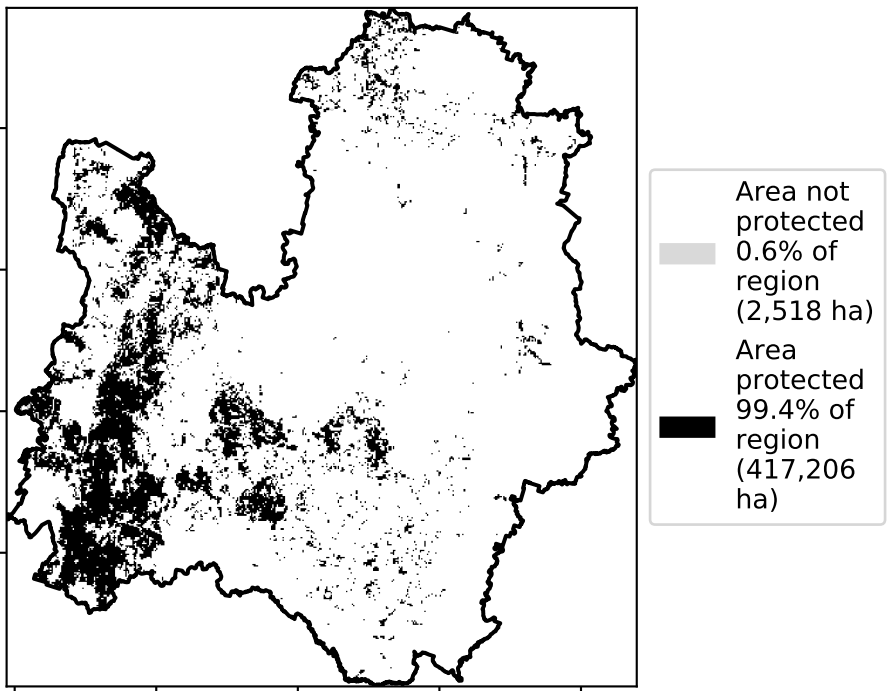 Area not
protected
0.6% of
region
(2,518 ha)
Area
protected
99.4% of
region
(417,206
ha)